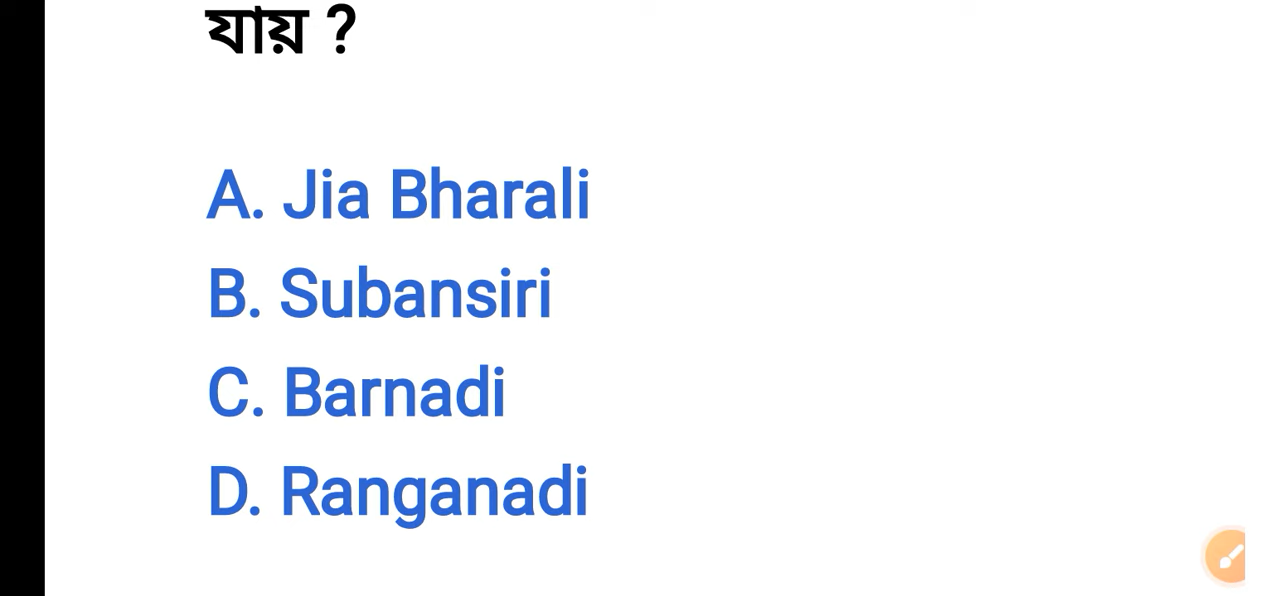 যায় ?
A. Jia Bharali
B. Subansiri
C. Barnadi
D. Ranganadi